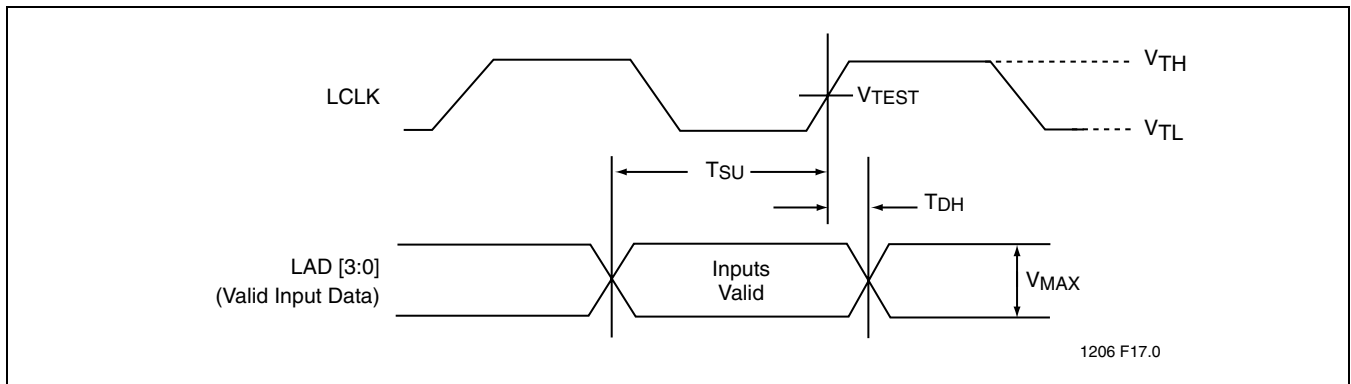 VTH
LCLK
VTEST
VTL
TSU
TDH
LAD [3:0]
(Valid Input Data)
Inputs
Valid
VMAX
1206 F17.0